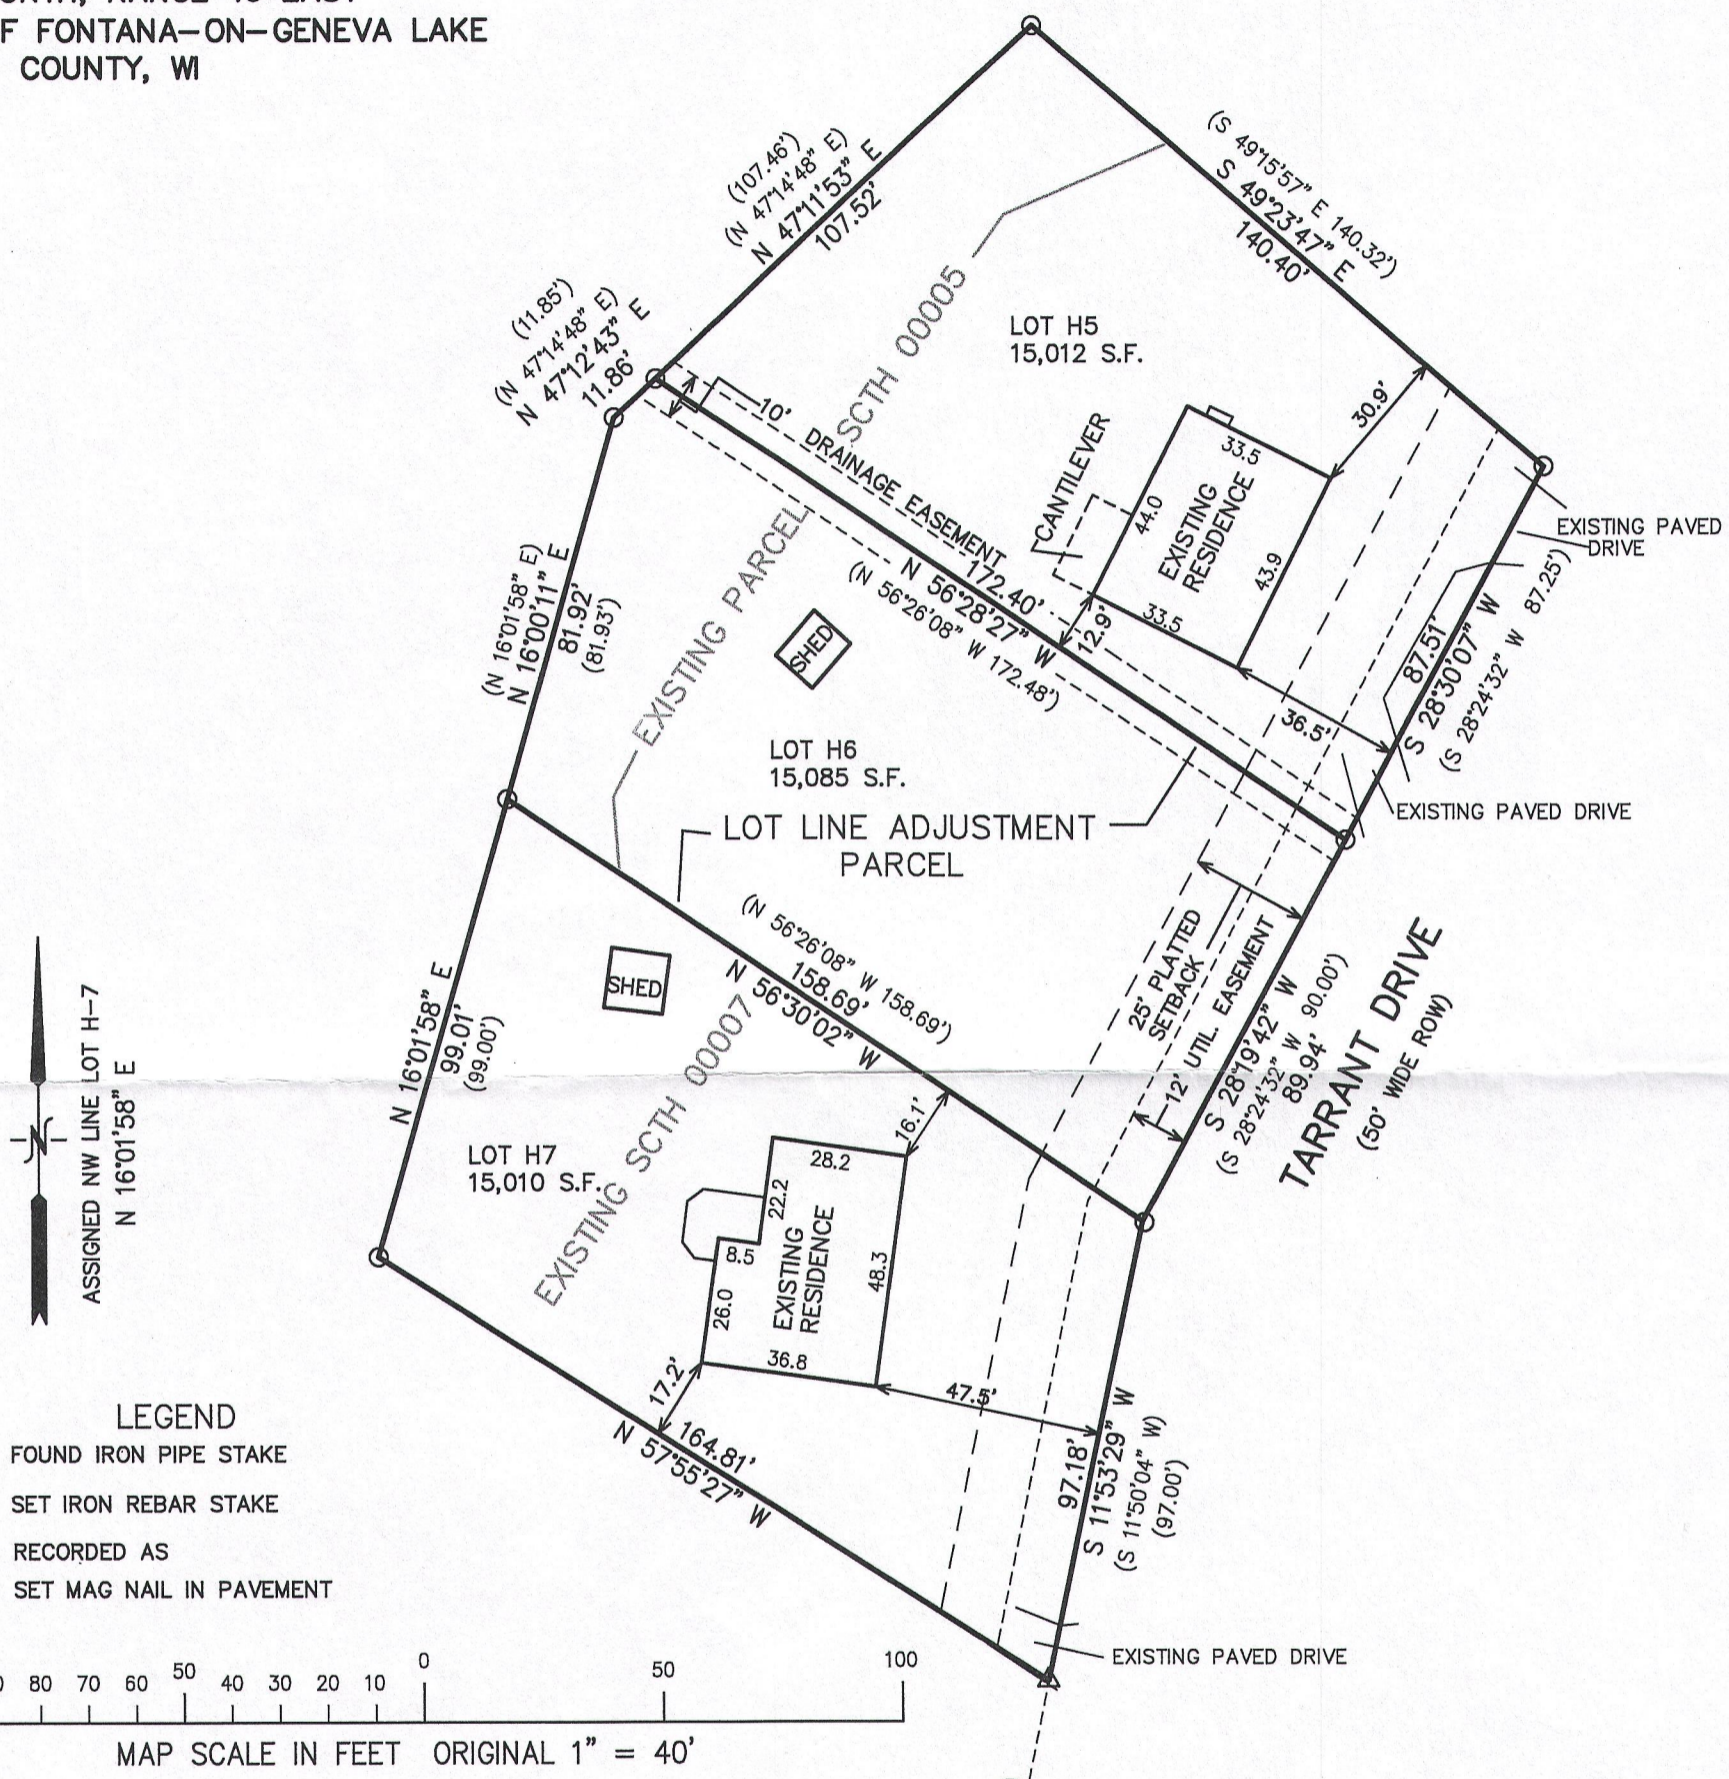 F FONTANA-ON-GENEVA LAKE
COUNTY, WI
(107.46')
(N 47°14'48" E)
N 47°11'53" E
107.52'
(S 49°15'57" E 140.32')
S 49°23'47" E
140.40'
(11.85')
(N 47°14'48" E)
N 47°12'43" E
11.86'
SCTH 00005
LOT H5
15,012 S.F.
10' DRAINAGE EASEMENT
CANTILEVER
33.5
44.0
EXISTING
RESIDENCE
43.9
33.5
30.9'
12.9'
36.5'
EXISTING PAVED
DRIVE
87.51'
S 28°30'07" W
(S 28°24'32" W 87.25')
EXISTING PAVED DRIVE
172.40'
N 56°28'27" W
(N 56°26'08" W 172.48')
(N 16°01'58" E)
N 16°00'11" E
81.92'
(81.93')
EXISTING PARCEL
SHED
LOT H6
15,085 S.F.
LOT LINE ADJUSTMENT
PARCEL
(N 56°26'08" W 158.69')
158.69'
N 56°30'02" W
25' PLATTED
SETBACK
12' UTIL. EASEMENT
S 28°19'42" W
(S 28°24'32" W 90.00')
89.94'
TARRANT DRIVE
(50' WIDE ROW)
N 16°01'58" E
99.01'
(99.00')
SHED
EXISTING SCTH 00007
LOT H7
15,010 S.F.
16.1'
28.2
22.2
8.5
26.0
EXISTING
RESIDENCE
48.3
36.8
17.2'
47.5'
164.81'
N 57°55'27" W
97.18'
S 11°53'29" W
(S 11°50'04" W)
(97.00')
EXISTING PAVED DRIVE
N
ASSIGNED NW LINE LOT H-7
N 16°01'58" E
LEGEND
FOUND IRON PIPE STAKE
SET IRON REBAR STAKE
RECORDED AS
SET MAG NAIL IN PAVEMENT
80 70 60 50 40 30 20 10 0 50 100
MAP SCALE IN FEET ORIGINAL 1" = 40'